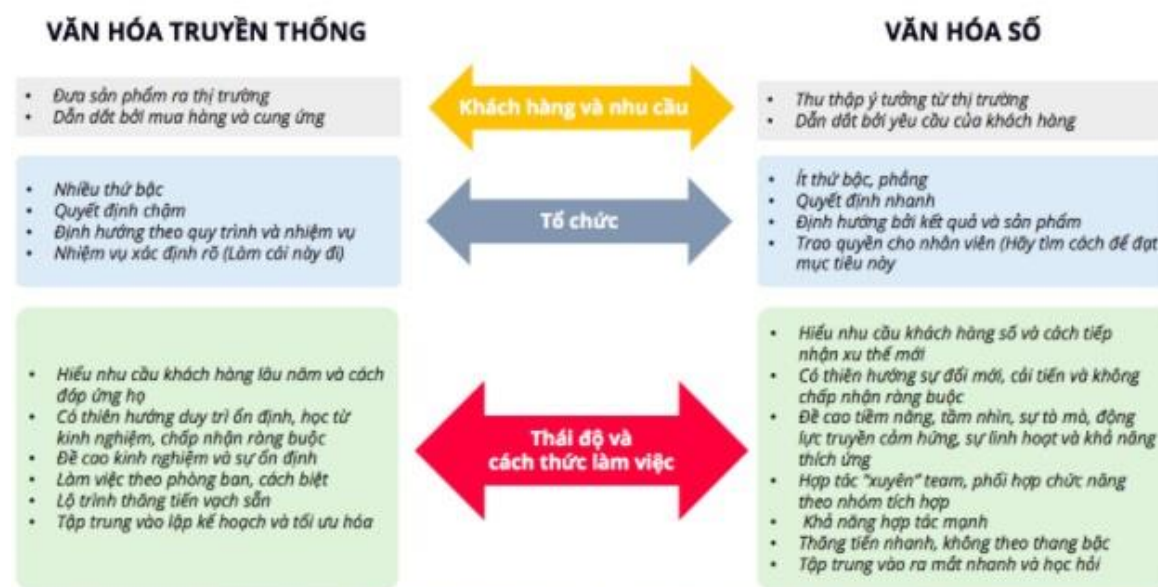 VĂN HÓA TRUYỀN THỐNG
VĂN HÓA SỐ
• Đưa sản phẩm ra thị trường
• Dẫn dắt bởi mua hàng và cung ứng
Khách hàng và nhu cầu
• Thu thập ý tưởng từ thị trường
• Dẫn dắt bởi yêu cầu của khách hàng
• Nhiều thứ bậc
• Quyết định chậm
• Định hướng theo quy trình và nhiệm vụ
• Nhiệm vụ xác định rõ (Làm cái này đi)
Tổ chức
• Ít thứ bậc, phẳng
• Quyết định nhanh
• Định hướng bởi kết quả và sản phẩm
• Trao quyền cho nhân viên (Hãy tìm cách để đạt
mục tiêu này
• Hiểu nhu cầu khách hàng lâu năm và cách
đáp ứng họ
• Có thiên hướng duy trì ổn định, học từ
kinh nghiệm, chấp nhận ràng buộc
• Đề cao kinh nghiệm và sự ổn định
• Làm việc theo phòng ban, cách biệt
• Lộ trình thăng tiến vạch sẵn
• Tập trung vào lập kế hoạch và tối ưu hóa
Thái độ và
cách thức làm việc
• Hiểu nhu cầu khách hàng số và cách tiếp
nhận xu thế mới
• Có thiên hướng sự đổi mới, cải tiến và không
chấp nhận ràng buộc
• Đề cao tiềm năng, tầm nhìn, sự tò mò, động
lực truyền cảm hứng, sự linh hoạt và khả năng
thích ứng
• Hợp tác "xuyên" team, phối hợp chức năng
theo nhóm tích hợp
• Khả năng hợp tác mạnh
• Thăng tiến nhanh, không theo thang bậc
• Tập trung vào ra mắt nhanh và học hỏi